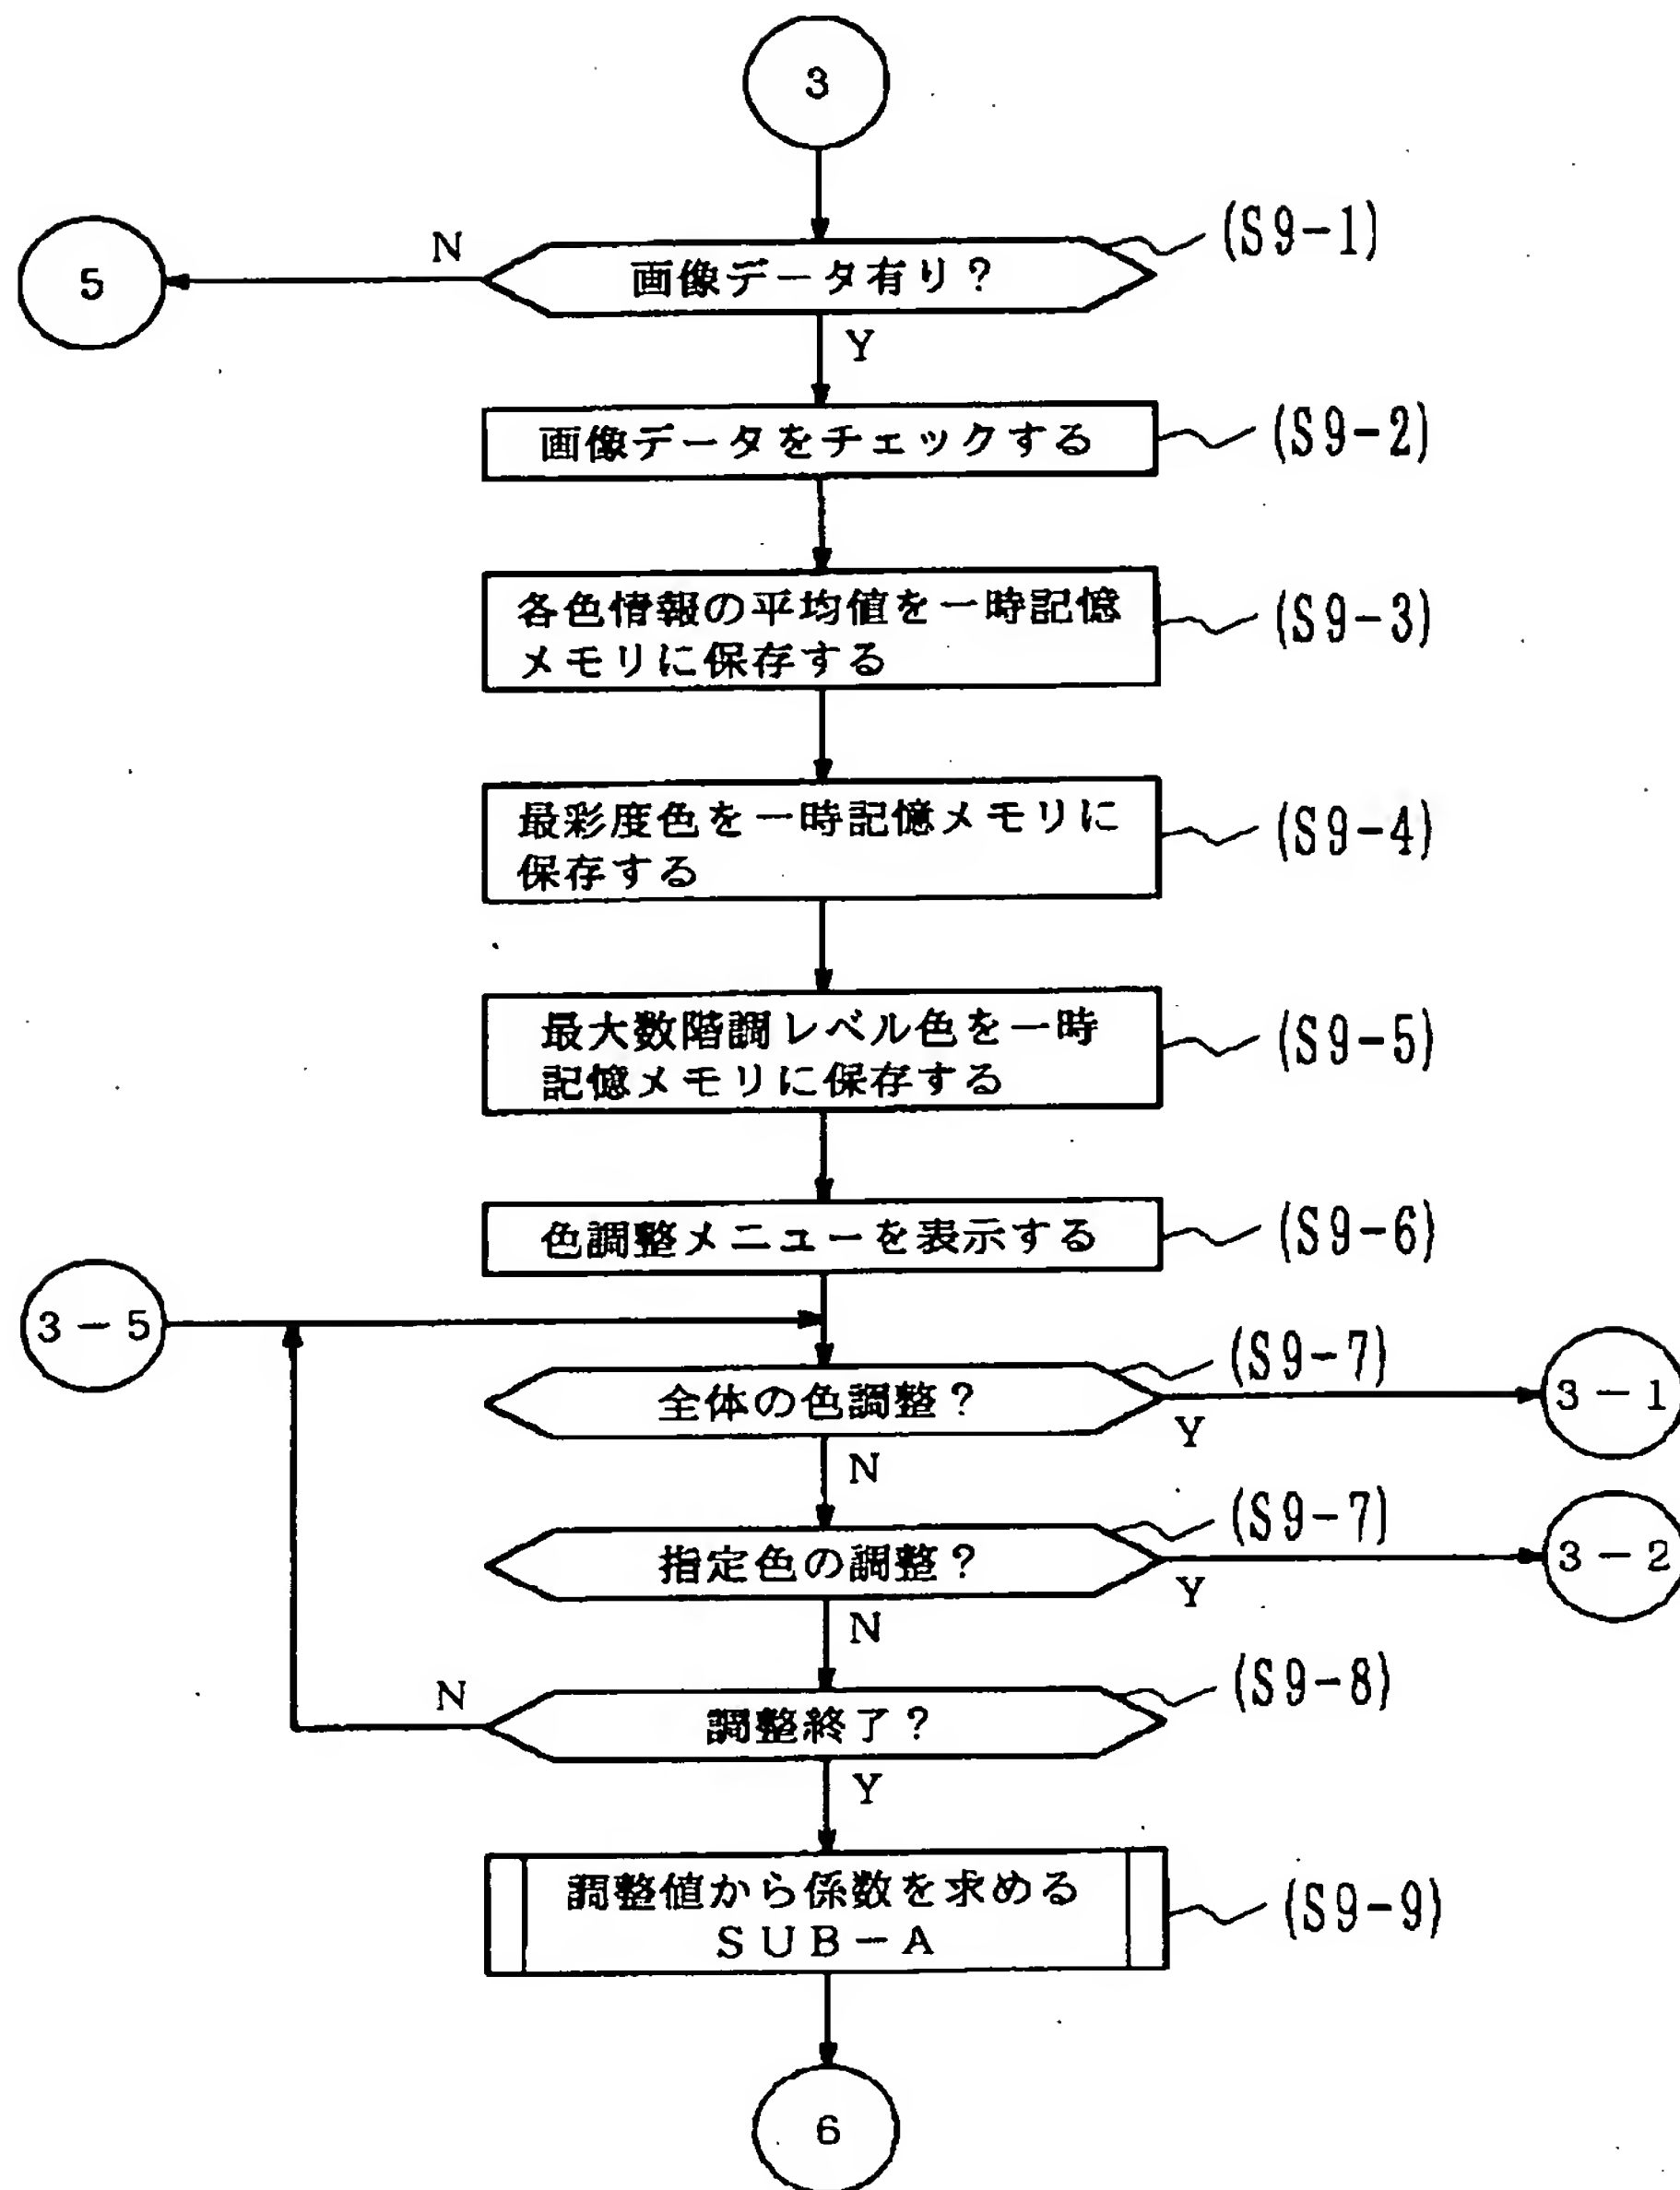 3
(S9-1)
N
5
画像データ有り?
Y
画像データをチェックする
(S9-2)
各色情報の平均値を一時記憶
メモリに保存する
(S9-3)
最彩度色を一時記憶メモリに
保存する
(S9-4)
最大数階調レベル色を一時
記憶メモリに保存する
(S9-5)
色調整メニューを表示する
(S9-6)
3-5
(S9-7)
全体の色調整?
3-1
Y
N
(S9-7)
指定色の調整?
3-2
Y
N
(S9-8)
N
調整終了?
Y
調整値から係数を求める
SUB-A
(S9-9)
6